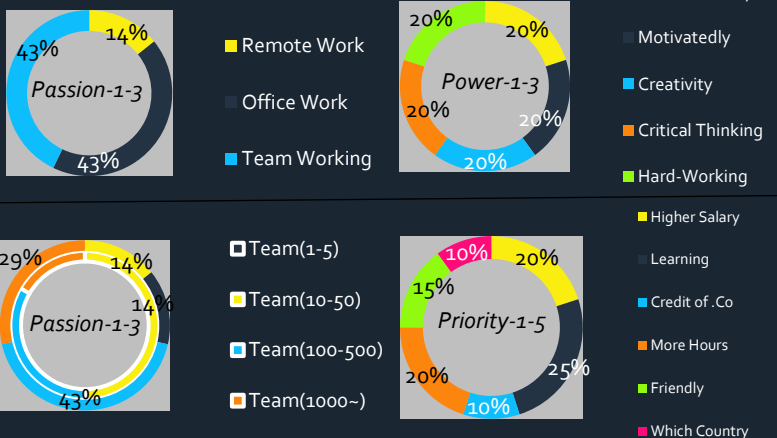 14%
43%
43%
Passion-1-3
Remote Work
Office Work
Team Working
20%
20%
20%
20%
20%
Power-1-3
Motivatedly
Creativity
Critical Thinking
Hard-Working
29%
14%
14%
43%
Passion-1-3
Team(1-5)
Team(10-50)
Team(100-500)
Team(1000~)
10%
20%
15%
25%
20%
10%
Priority-1-5
Higher Salary
Learning
Credit of .Co
More Hours
Friendly
Which Country